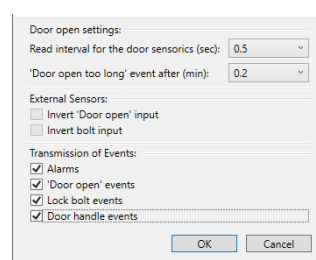 Door open settings:
Read interval for the door sensorics (sec): 0.5
'Door open too long' event after (min): 0.2
External Sensors:
Invert 'Door open' input
Invert bolt input
Transmission of Events:
Alarms
'Door open' events
Lock bolt events
Door handle events
OK Cancel